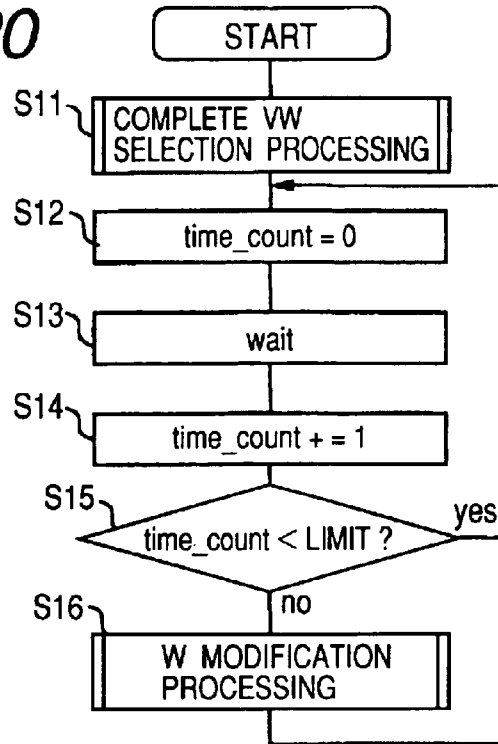 20
START
S11
COMPLETE VW
SELECTION PROCESSING
S12
time_count = 0
S13
wait
S14
time_count + = 1
S15
time_count < LIMIT ?
yes
no
S16
W MODIFICATION
PROCESSING